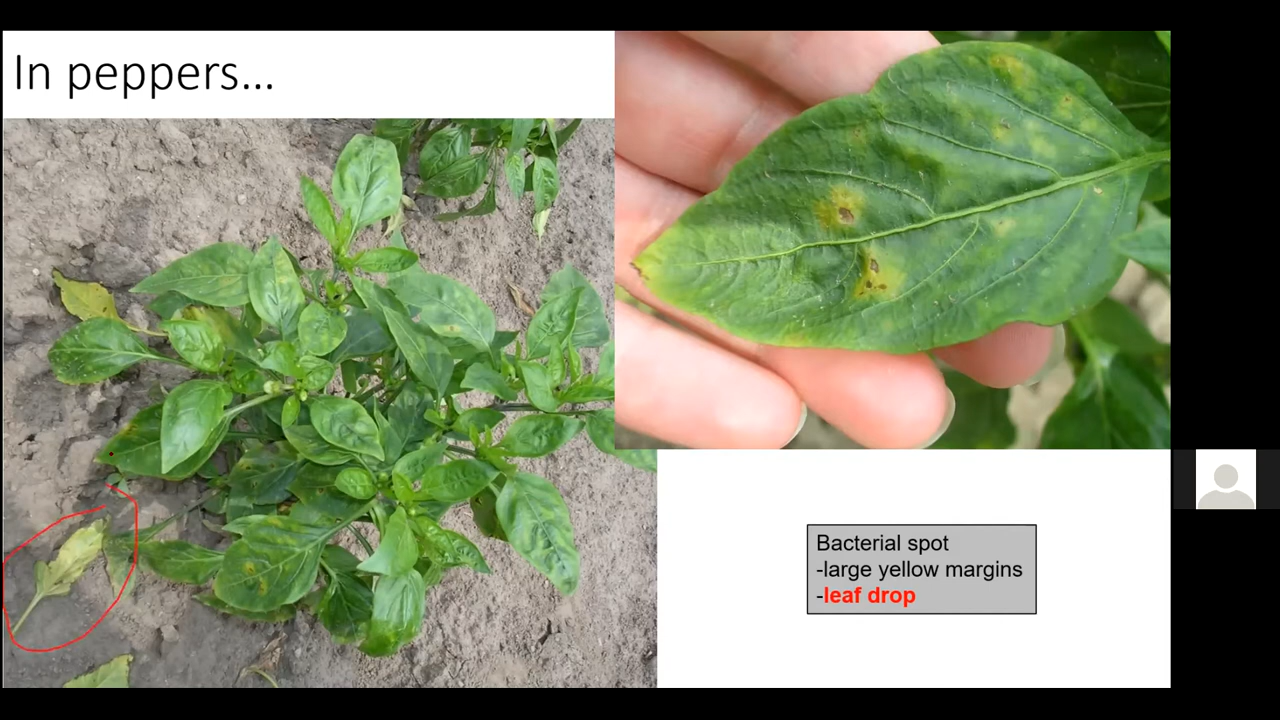 In peppers...
Bacterial spot
-large yellow margins
-leaf drop